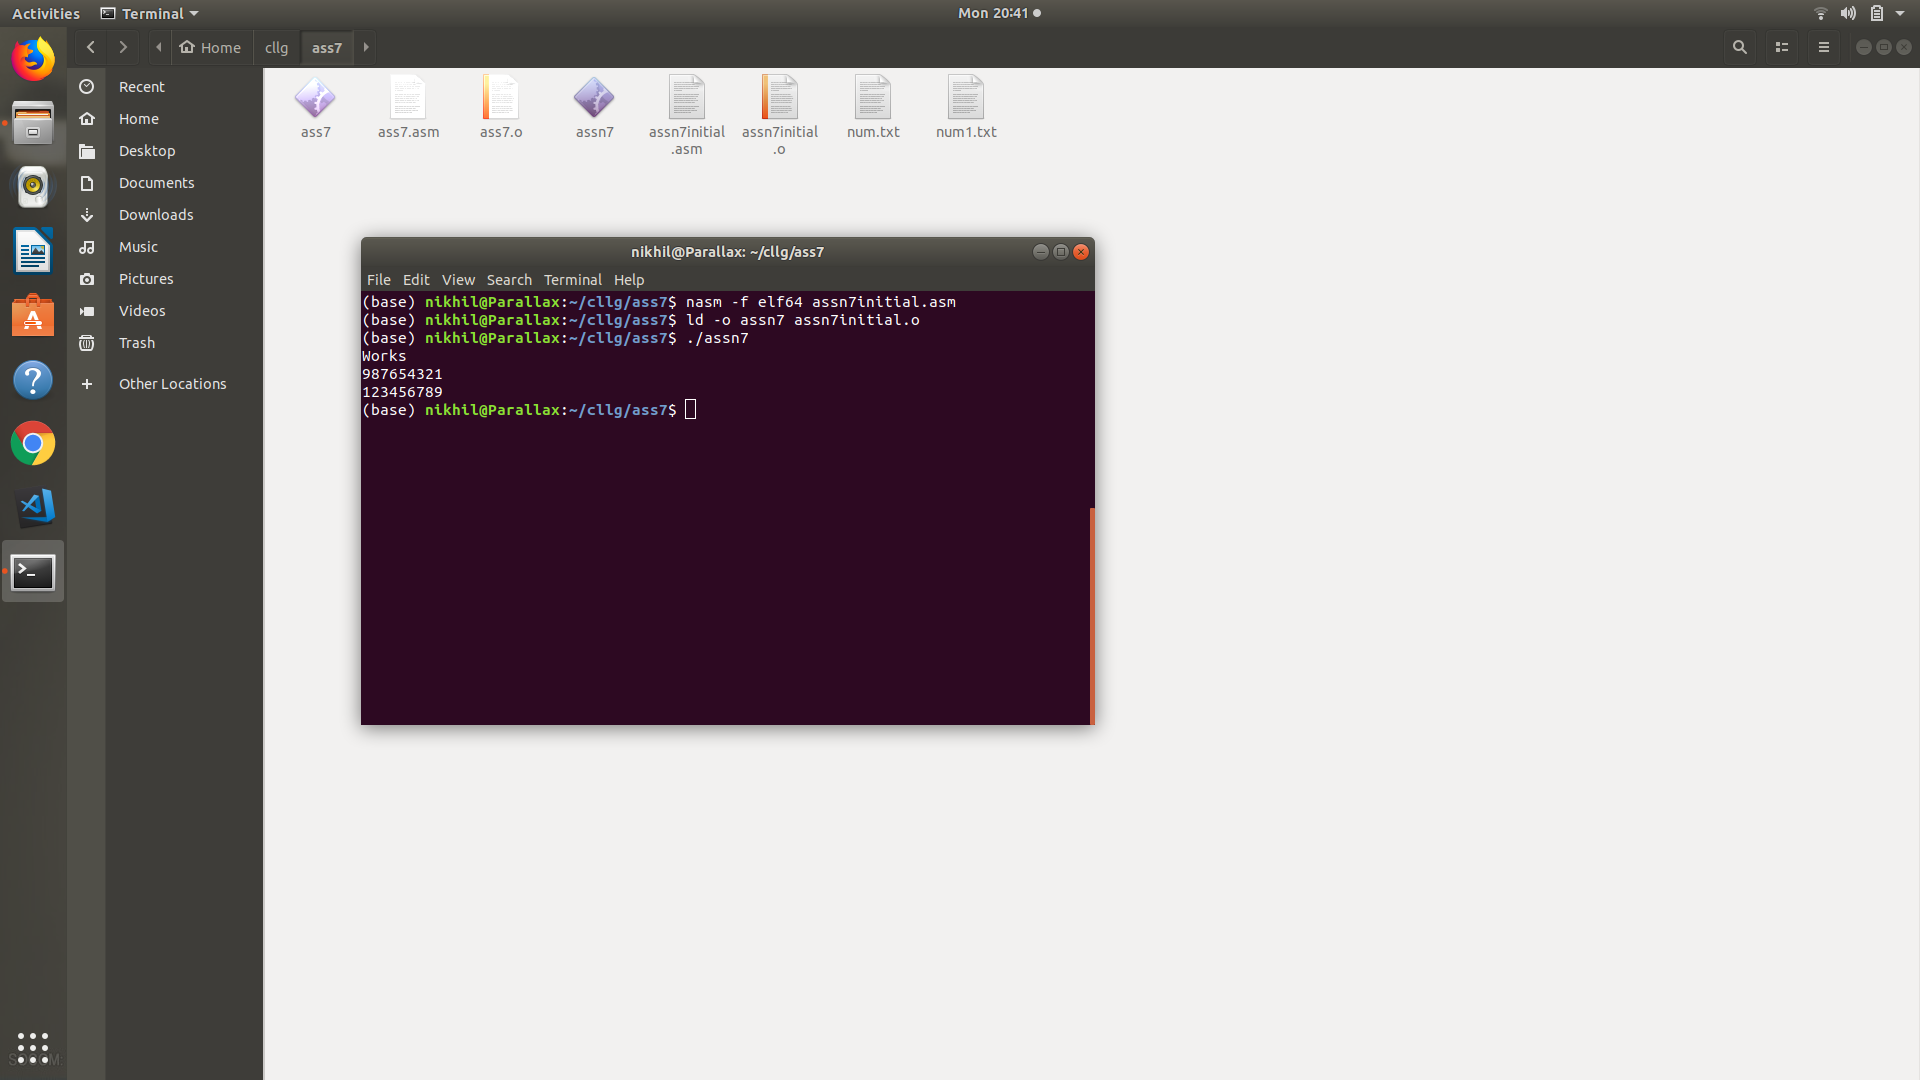 Activities Terminal Mon 20:41
Home cllg ass7
Recent
Home
Desktop
Documents
Downloads
Music
Pictures
Videos
Trash
Other Locations
ass7 ass7.asm ass7.o assn7 assn7initial assn7initial num.txt num1.txt
.asm .o
nikhil@Parallax: ~/cllg/ass7
File Edit View Search Terminal Help
(base) nikhil@Parallax:~/cllg/ass7$ nasm -f elf64 assn7initial.asm
(base) nikhil@Parallax:~/cllg/ass7$ ld -o assn7 assn7initial.o
(base) nikhil@Parallax:~/cllg/ass7$ ./assn7
Works
987654321
123456789
(base) nikhil@Parallax:~/cllg/ass7$